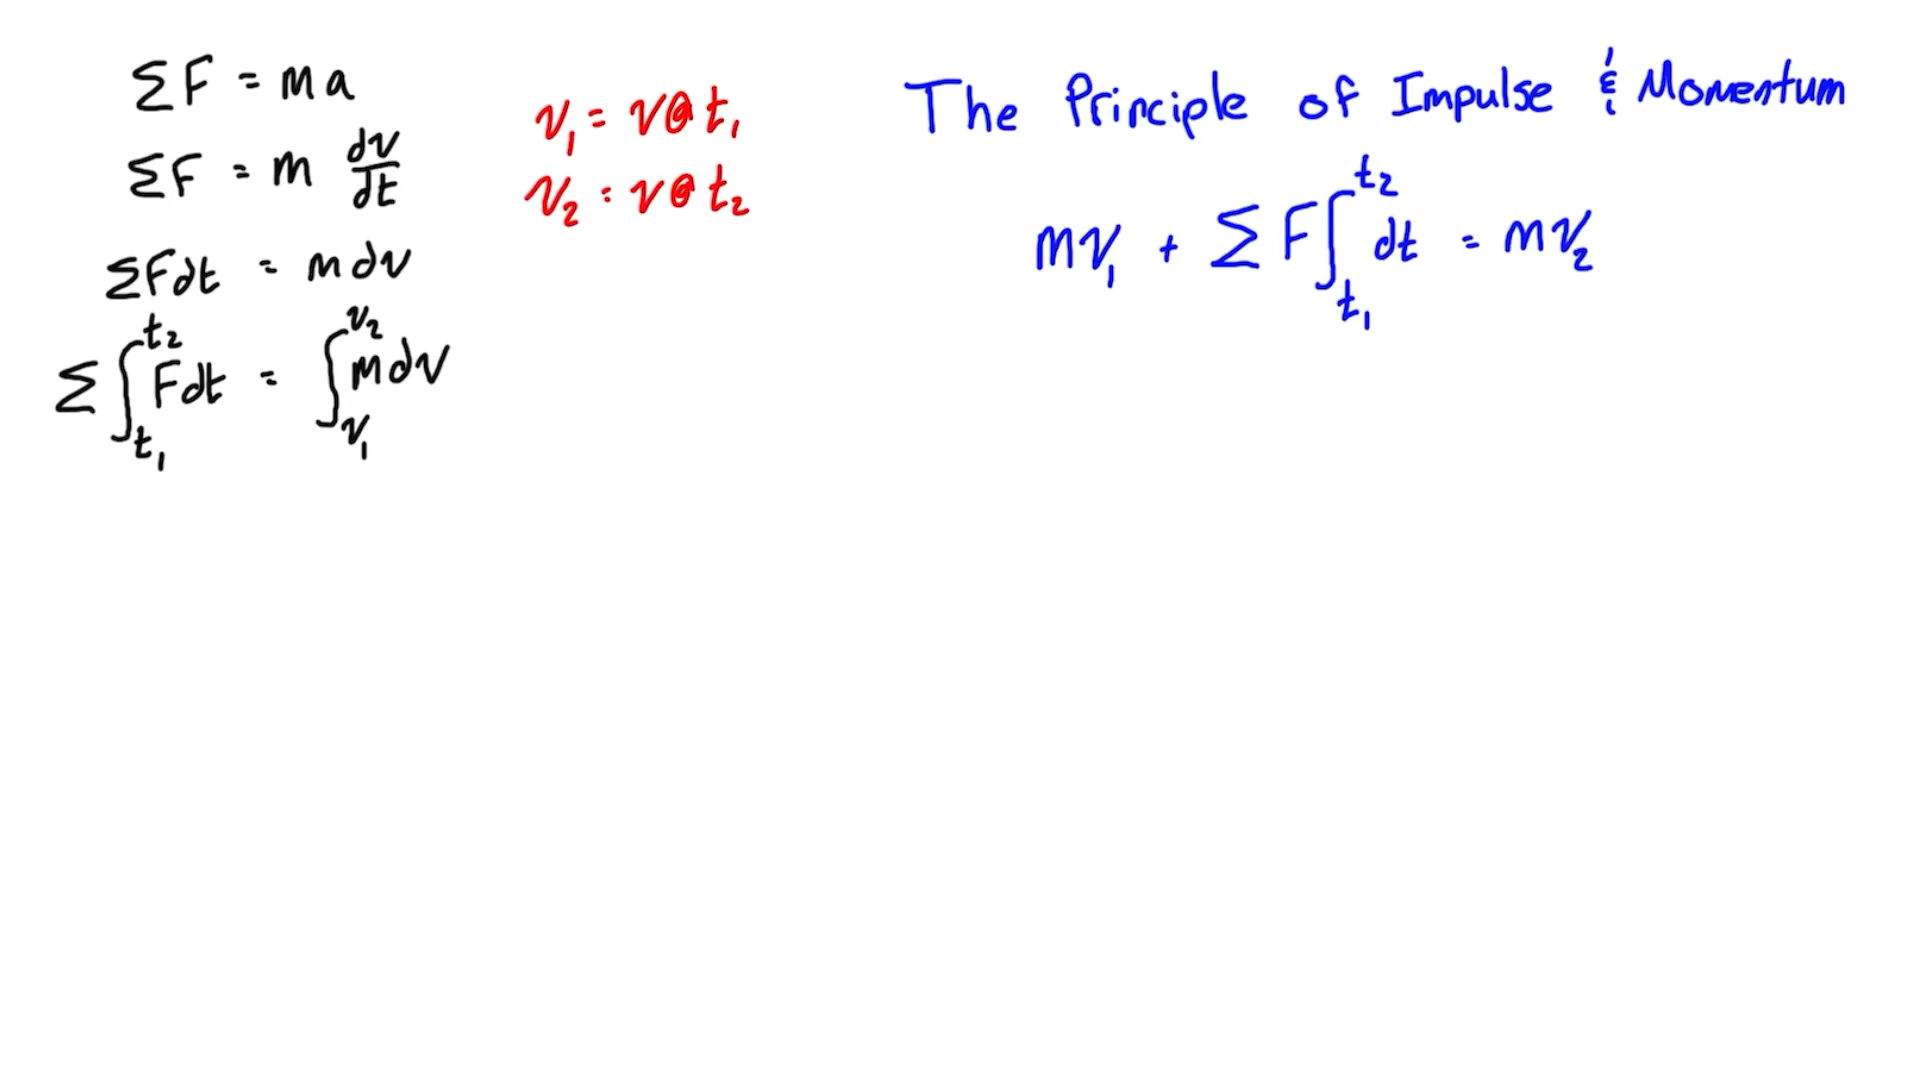 ΣF = ma
ΣF = m dv/dt
ΣFdt = mdv
Σ∫_{t₁}^{t₂} Fdt = ∫_{v₁}^{v₂} mdv
v₁ = v@t₁
v₂ = v@t₂
The Principle of Impulse & Momentum
mv₁ + ΣF∫_{t₁}^{t₂} dt = mv₂